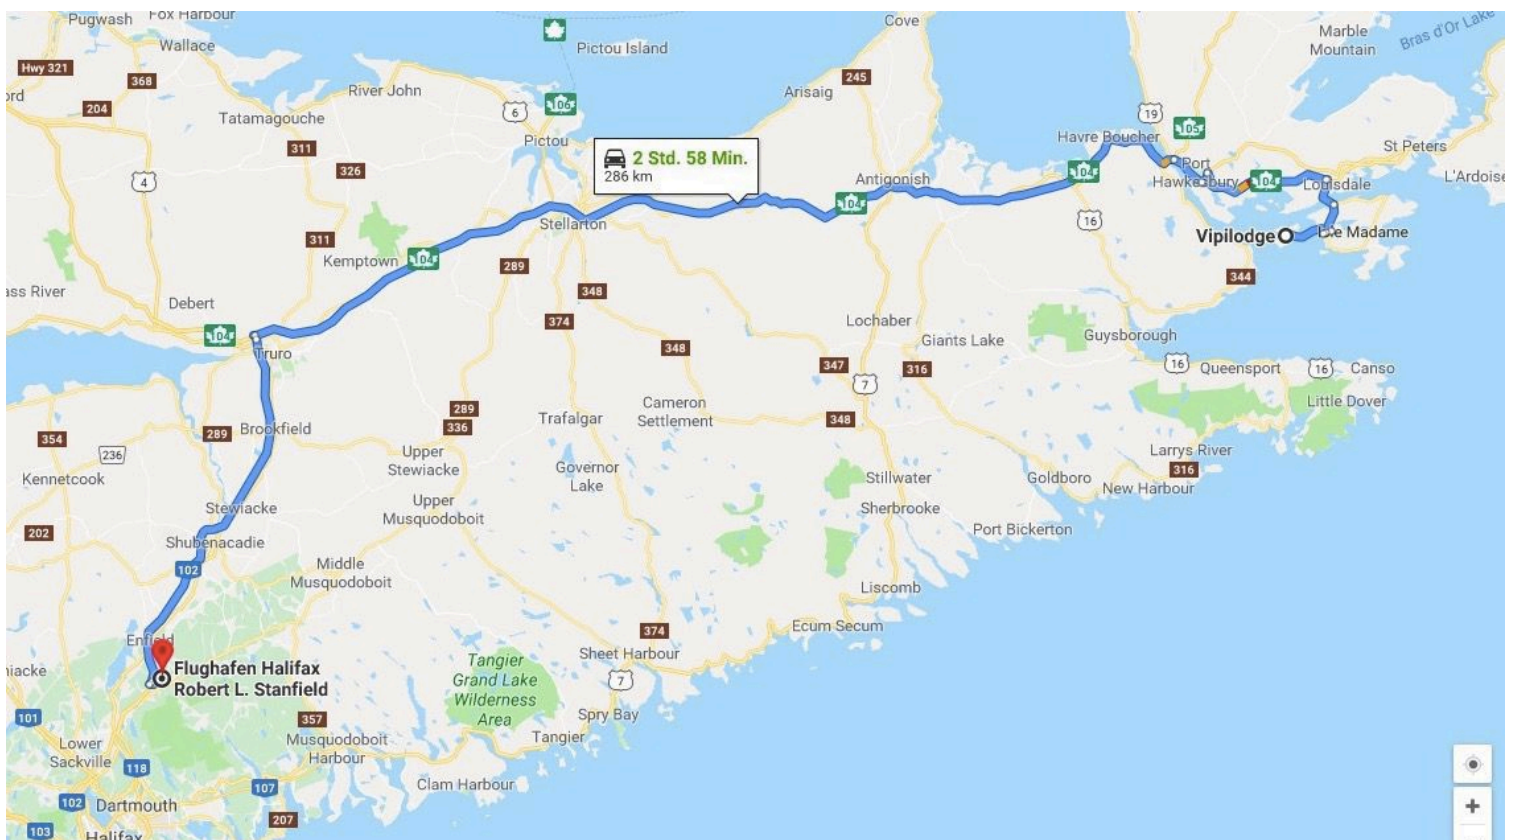 Pugwash
Fox Harbour
Wallace
Cove
Pictou Island
Marble
Mountain
Bras d'Or Lake
Hwy 321
368
245
ord
204
River John
Arisaig
106
6
19
105
Tatamagouche
Pictou
Havre Boucher
311
326
2 Std. 58 Min.
286 km
St Peters
Port
Hawkesbury
104
104
Louisdale
L'Ardoise
4
Antigonish
104
16
Stellarton
Vipilodge
Isle Madame
311
Kemptown
104
289
344
348
ass River
Debert
374
Lochaber
Giants Lake
Guysborough
104
Truro
348
347
316
16
Queensport
16
Canso
7
Little Dover
289
336
Trafalgar
Cameron
Settlement
348
354
289
Brookfield
236
Upper
Stewiacke
Larrys River
316
Kennetcook
Governor
Lake
Stillwater
Goldboro
New Harbour
Stewiacke
Upper
Musquodoboit
Sherbrooke
Port Bickerton
202
Shubenacadie
102
Middle
Musquodoboit
Liscomb
Enfield
374
Ecum Secum
Sheet Harbour
niacke
Flughafen Halifax
Robert L. Stanfield
Tangier
Grand Lake
Wilderness
Area
7
101
357
Spry Bay
Lower
Sackville
Musquodoboit
Harbour
Tangier
118
107
Clam Harbour
102
Dartmouth
207
103
Halifax
+